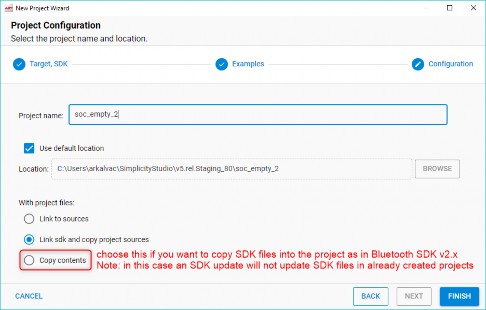 New Project Wizard
Project Configuration
Select the project name and location.
Target, SDK
Examples
Configuration
Project name:
soc_empty_2
Use default location
Location:
C:\Users\arkalvac\SimplicityStudio\v5.rel.Staging_80\soc_empty_2
BROWSE
With project files:
Link to sources
Link sdk and copy project sources
Copy contents
choose this if you want to copy SDK files into the project as in Bluetooth SDK v2.x
Note: in this case an SDK update will not update SDK files in already created projects
CANCEL
BACK
NEXT
FINISH